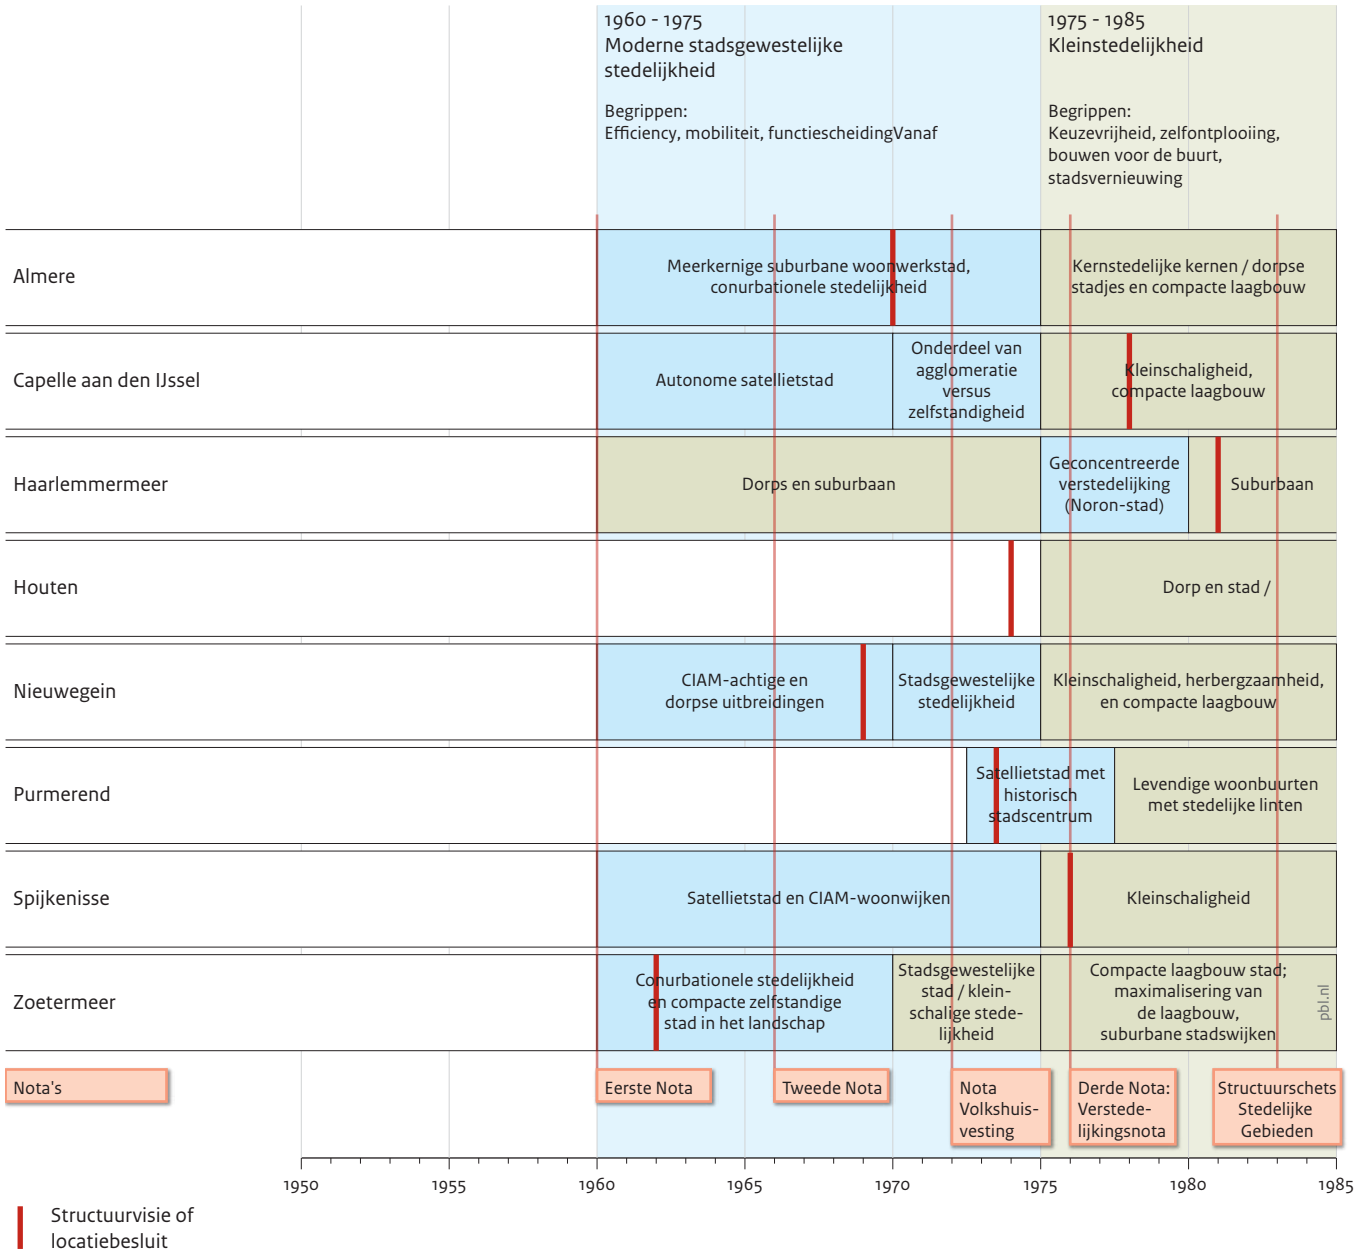 1960 - 1975
Moderne stadsgewestelijke
stedelijkheid
Begrippen:
Efficiency, mobiliteit, functiescheidingVanaf
1975 - 1985
Kleinstedelijkheid
Begrippen:
Keuzevrijheid, zelfontplooiing,
bouwen voor de buurt,
stadsvernieuwing
Almere
Meerkernige suburbane woonwerkstad,
conurbationele stedelijkheid
Kernstedelijke kernen / dorpse
stadjes en compacte laagbouw
Capelle aan den IJssel
Autonome satellietstad
Onderdeel van
agglomeratie
versus
zelfstandigheid
Kleinschaligheid,
compacte laagbouw
Haarlemmermeer
Dorps en suburbaan
Geconcentreerde
verstedelijking
(Noron-stad)
Suburbaan
Houten
Dorp en stad /
Nieuwegein
CIAM-achtige en
dorpse uitbreidingen
Stadsgewestelijke
stedelijkheid
Kleinschaligheid, herbergzaamheid,
en compacte laagbouw
Purmerend
Satellietstad met
historisch
stadscentrum
Levendige woonbuurten
met stedelijke linten
Spijkenisse
Satellietstad en CIAM-woonwijken
Kleinschaligheid
Zoetermeer
Conurbationele stedelijkheid
en compacte zelfstandige
stad in het landschap
Stadsgewestelijke
stad / klein-
schalige stede-
lijkheid
Compacte laagbouw stad;
maximalisering van
de laagbouw,
suburbane stadswijken
pbl.nl
Nota's
Eerste Nota
Tweede Nota
Nota
Volkshuis-
vesting
Derde Nota:
Verstede-
lijkingsnota
Structuurschets
Stedelijke
Gebieden
1950
1955
1960
1965
1970
1975
1980
1985
Structuurvisie of
locatiebesluit